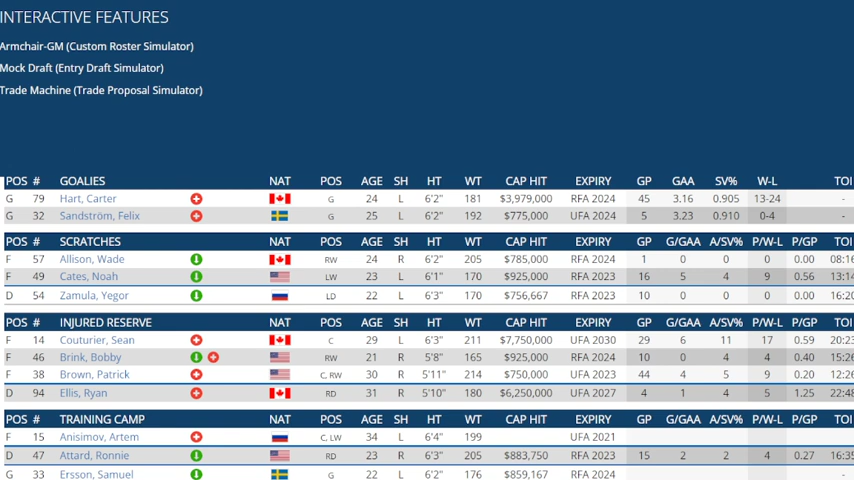 INTERACTIVE FEATURES
Armchair-GM (Custom Roster Simulator)
Mock Draft (Entry Draft Simulator)
Trade Machine (Trade Proposal Simulator)
POS # GOALIES NAT POS AGE SH HT WT CAP HIT EXPIRY GP GAA SV% W-L TOI
G 79 Hart, Carter G 24 L 6'2" 181 $3,979,000 RFA 2024 45 3.16 0.905 13-24 -
G 32 Sandström, Felix G 25 L 6'2" 192 $775,000 UFA 2024 5 3.23 0.910 0-4 -
POS # SCRATCHES NAT POS AGE SH HT WT CAP HIT EXPIRY GP G/GAA A/SV% P/W-L P/GP TOI
F 57 Allison, Wade RW 24 R 6'2" 205 $785,000 RFA 2024 1 0 0 0 0.00 08:16
F 49 Cates, Noah LW 23 L 6'1" 170 $925,000 RFA 2023 16 5 4 9 0.56 13:14
D 54 Zamula, Yegor LD 22 L 6'3" 170 $756,667 RFA 2023 10 0 0 0 0.00 16:20
POS # INJURED RESERVE NAT POS AGE SH HT WT CAP HIT EXPIRY GP G/GAA A/SV% P/W-L P/GP TOI
F 14 Couturier, Sean C 29 L 6'3" 211 $7,750,000 UFA 2030 29 6 11 17 0.59 20:23
F 46 Brink, Bobby RW 21 R 5'8" 165 $925,000 RFA 2024 10 0 4 4 0.40 15:26
F 38 Brown, Patrick C, RW 30 R 5'11" 214 $750,000 UFA 2023 44 4 5 9 0.20 12:26
D 94 Ellis, Ryan RD 31 R 5'10" 180 $6,250,000 UFA 2027 4 1 4 5 1.25 22:48
POS # TRAINING CAMP NAT POS AGE SH HT WT CAP HIT EXPIRY GP G/GAA A/SV% P/W-L P/GP TOI
F 15 Anisimov, Artem C, LW 34 L 6'4" 199 UFA 2021
D 47 Attard, Ronnie RD 23 R 6'3" 205 $883,750 RFA 2023 15 2 2 4 0.27 16:35
G 33 Ersson, Samuel G 22 L 6'2" 176 $859,167 RFA 2024 -